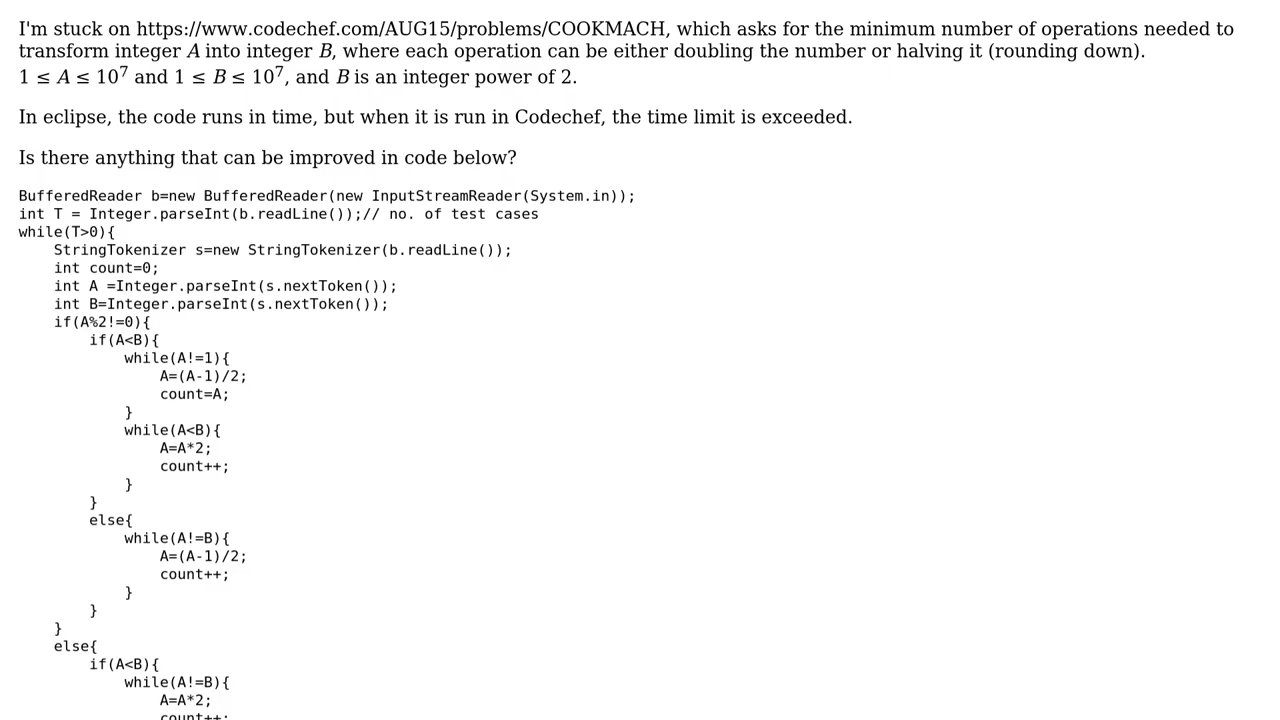 I'm stuck on https://www.codechef.com/AUG15/problems/COOKMACH, which asks for the minimum number of operations needed to
transform integer A into integer B, where each operation can be either doubling the number or halving it (rounding down).
1 ≤ A ≤ 10⁷ and 1 ≤ B ≤ 10⁷, and B is an integer power of 2.
In eclipse, the code runs in time, but when it is run in Codechef, the time limit is exceeded.
Is there anything that can be improved in code below?
BufferedReader b=new BufferedReader(new InputStreamReader(System.in));
int T = Integer.parseInt(b.readLine());// no. of test cases
while(T>0){
    StringTokenizer s=new StringTokenizer(b.readLine());
    int count=0;
    int A =Integer.parseInt(s.nextToken());
    int B=Integer.parseInt(s.nextToken());
    if(A%2!=0){
        if(A<B){
            while(A!=1){
                A=(A-1)/2;
                count=A;
            }
            while(A<B){
                A=A*2;
                count++;
            }
        }
        else{
            while(A!=B){
                A=(A-1)/2;
                count++;
            }
        }
    }
    else{
        if(A<B){
            while(A!=B){
                A=A*2;
                count++;